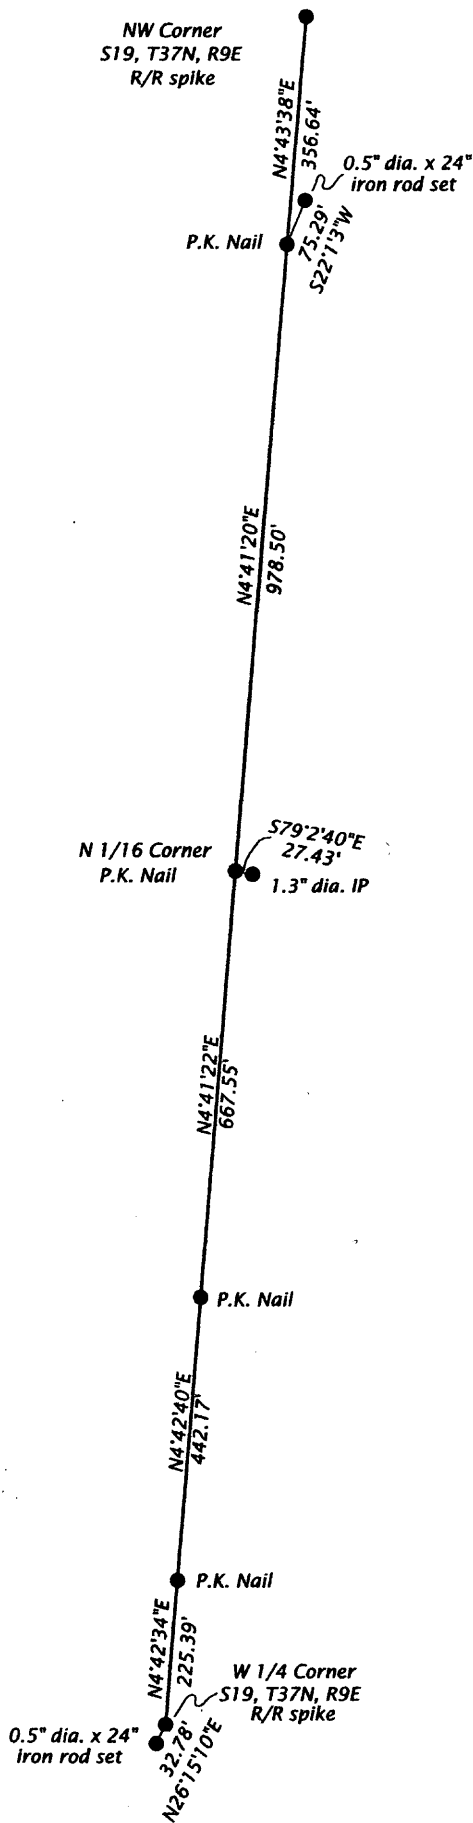 NW Corner
S19, T37N, R9E
R/R spike
N4°43'38"E
356.64'
0.5" dia. x 24"
iron rod set
P.K. Nail
75.29'
S22°1'3"W
N4°41'20"E
978.50'
S79°2'40"E
27.43'
N 1/16 Corner
P.K. Nail
1.3" dia. IP
N4°41'22"E
667.55'
P.K. Nail
N4°42'40"E
442.17'
P.K. Nail
N4°42'34"E
225.39'
W 1/4 Corner
S19, T37N, R9E
R/R spike
0.5" dia. x 24"
iron rod set
32.78'
N26°15'10"E